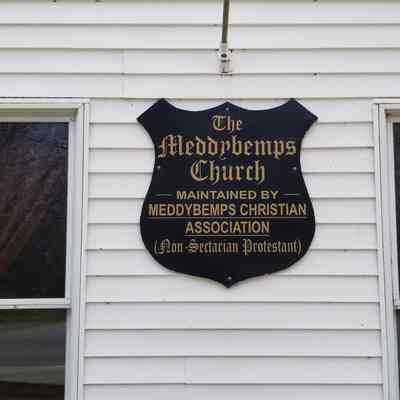 The
Meddybemps
Church
MAINTAINED BY
MEDDYBEMPS CHRISTIAN
ASSOCIATION
(Non-Sectarian Protestant)